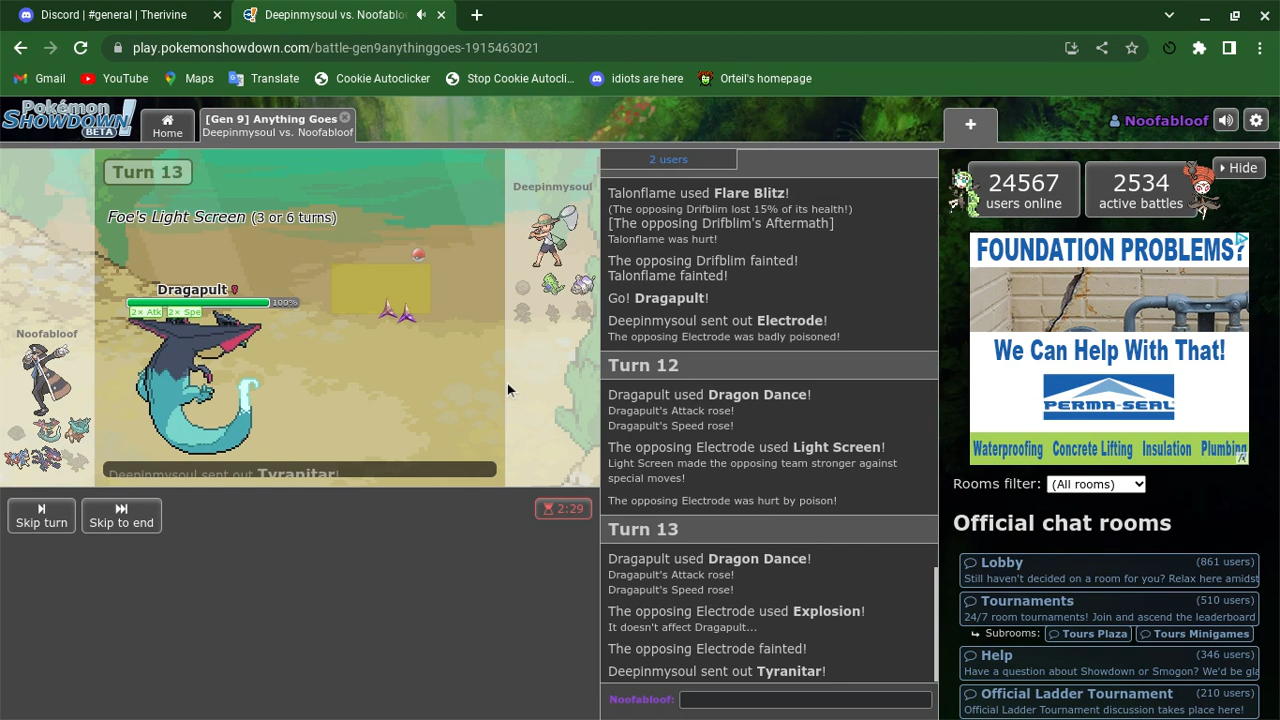 Discord | #general | Therivine
Deepinmysoul vs. Noofablo
play.pokemonshowdown.com/battle-gen9anythinggoes-1915463021
Gmail
YouTube
Maps
Translate
Cookie Autoclicker
Stop Cookie Autocli...
idiots are here
Orteil's homepage
Pokémon
SHOWDOWN!
BETA
Home
[Gen 9] Anything Goes
Deepinmysoul vs. Noofabloof
+
Noofabloof
Turn 13
Foe's Light Screen (3 or 6 turns)
Deepinmysoul
Dragapult
100%
2× Atk 2× Spe
Noofabloof
Deepinmysoul sent out Tyranitar!
Skip turn
Skip to end
2:29
2 users
Talonflame used Flare Blitz!
(The opposing Drifblim lost 15% of its health!)
[The opposing Drifblim's Aftermath]
Talonflame was hurt!
The opposing Drifblim fainted!
Talonflame fainted!
Go! Dragapult!
Deepinmysoul sent out Electrode!
The opposing Electrode was badly poisoned!
Turn 12
Dragapult used Dragon Dance!
Dragapult's Attack rose!
Dragapult's Speed rose!
The opposing Electrode used Light Screen!
Light Screen made the opposing team stronger against
special moves!
The opposing Electrode was hurt by poison!
Turn 13
Dragapult used Dragon Dance!
Dragapult's Attack rose!
Dragapult's Speed rose!
The opposing Electrode used Explosion!
It doesn't affect Dragapult...
The opposing Electrode fainted!
Deepinmysoul sent out Tyranitar!
Noofabloof:
24567
users online
2534
active battles
Hide
FOUNDATION PROBLEMS?
We Can Help With That!
PERMA-SEAL
Waterproofing Concrete Lifting Insulation Plumbing
Rooms filter: (All rooms)
Official chat rooms
Lobby (861 users)
Still haven't decided on a room for you? Relax here amidst
Tournaments (510 users)
24/7 room tournaments! Join and ascend the leaderboard
Subrooms: Tours Plaza Tours Minigames
Help (346 users)
Have a question about Showdown or Smogon? We'd be gla
Official Ladder Tournament (210 users)
Official Ladder Tournament discussion takes place here!